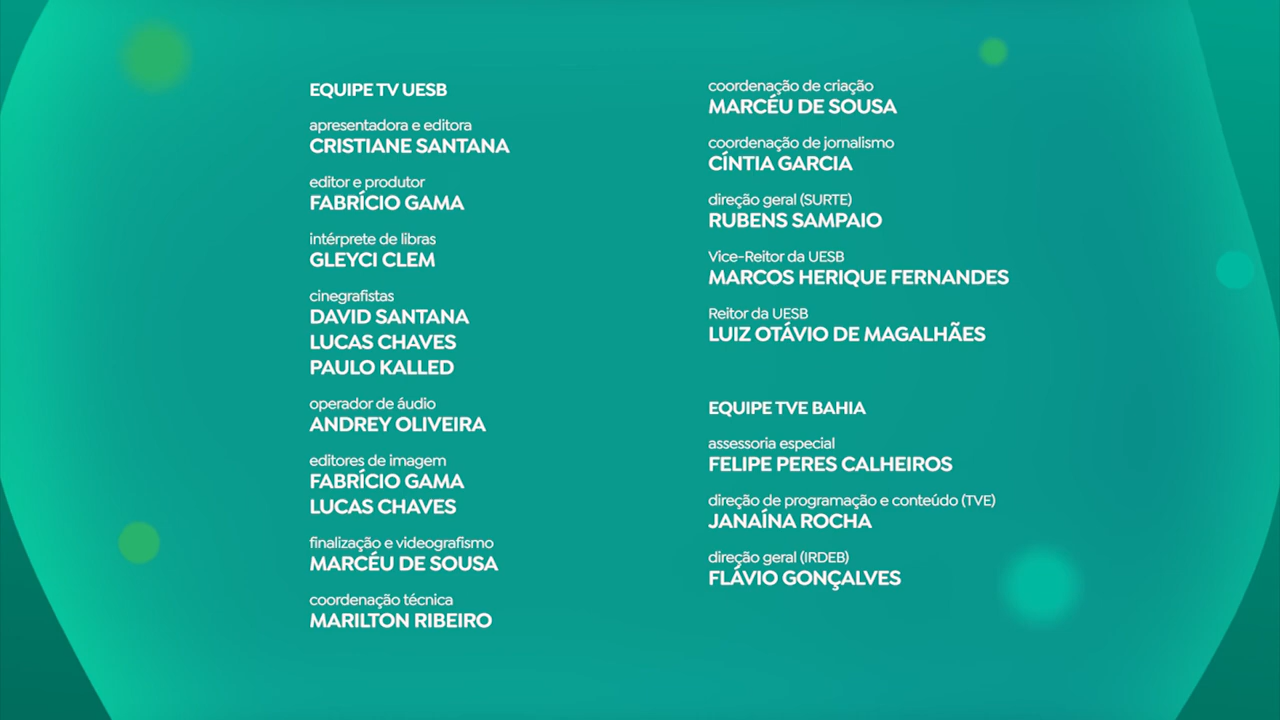 EQUIPE TV UESB
apresentadora e editora
CRISTIANE SANTANA
editor e produtor
FABRÍCIO GAMA
intérprete de libras
GLEYCI CLEM
cinegrafistas
DAVID SANTANA
LUCAS CHAVES
PAULO KALLED
operador de áudio
ANDREY OLIVEIRA
editores de imagem
FABRÍCIO GAMA
LUCAS CHAVES
finalização e videografismo
MARCÉU DE SOUSA
coordenação técnica
MARILTON RIBEIRO
coordenação de criação
MARCÉU DE SOUSA
coordenação de jornalismo
CÍNTIA GARCIA
direção geral (SURTE)
RUBENS SAMPAIO
Vice-Reitor da UESB
MARCOS HERIQUE FERNANDES
Reitor da UESB
LUIZ OTÁVIO DE MAGALHÃES
EQUIPE TVE BAHIA
assessoria especial
FELIPE PERES CALHEIROS
direção de programação e conteúdo (TVE)
JANAÍNA ROCHA
direção geral (IRDEB)
FLÁVIO GONÇALVES